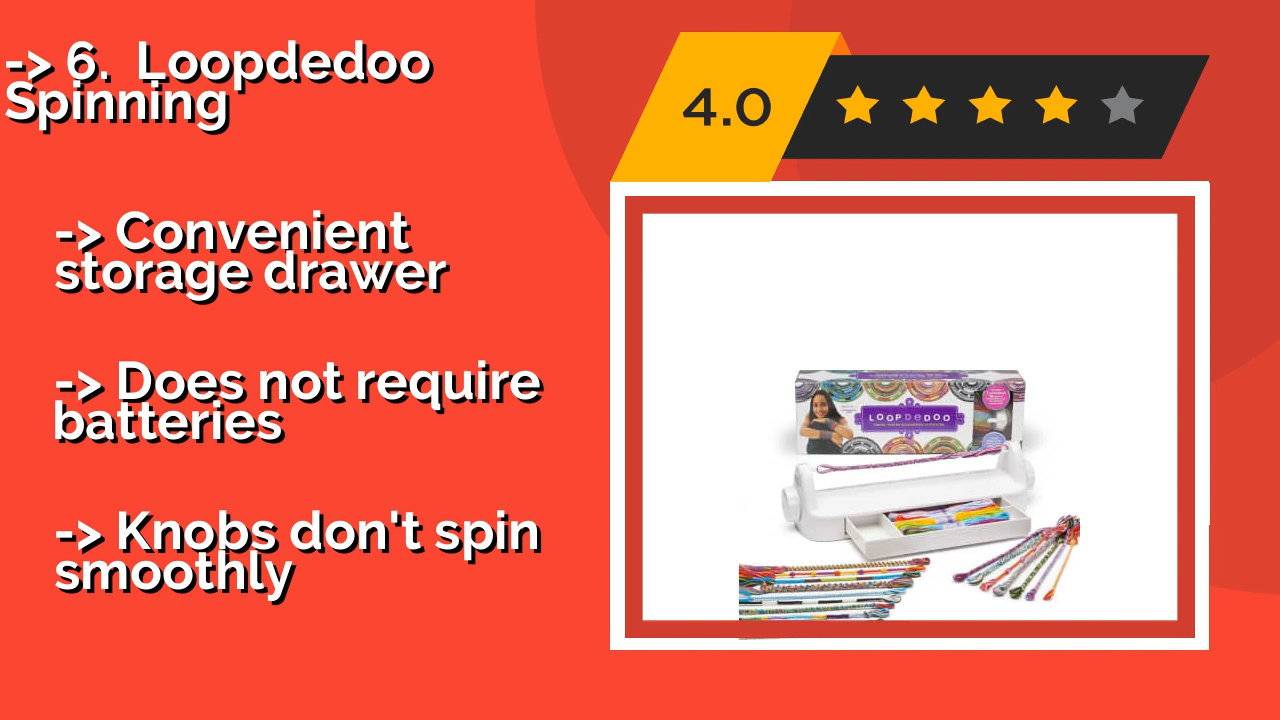 -> 6.  Loopdedoo
Spinning
4.0
-> Convenient
storage drawer
-> Does not require
batteries
-> Knobs don't spin
smoothly
LOOPDEDOO